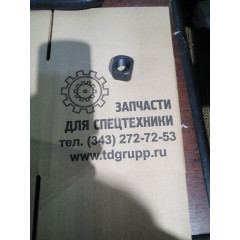 ЗАПЧАСТИ
ДЛЯ СПЕЦТЕХНИКИ
тел. (343) 272-72-53
www.tdgrupp.ru